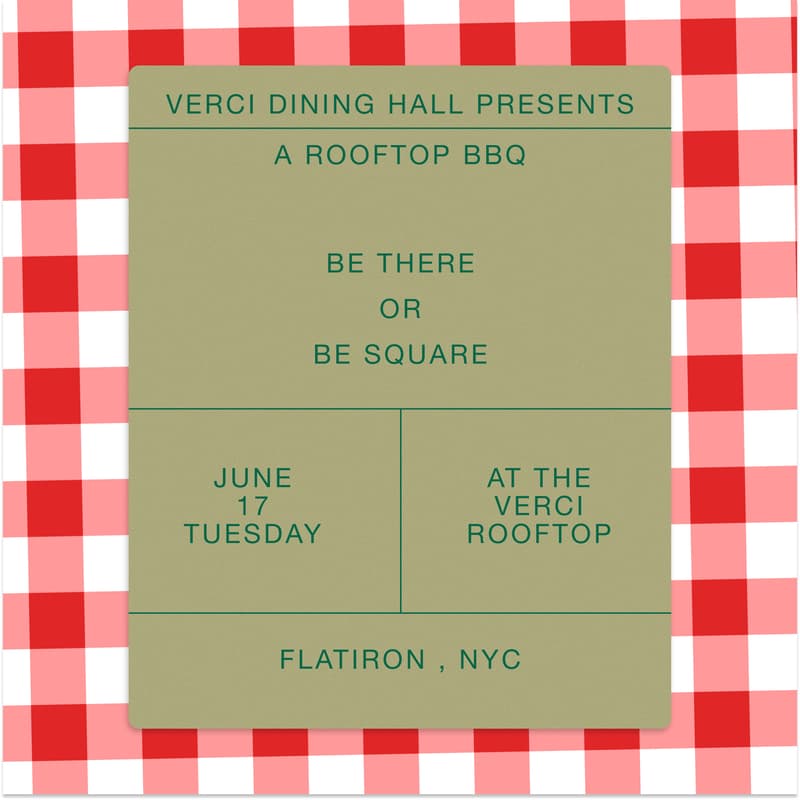 VERCI DINING HALL PRESENTS
A ROOFTOP BBQ
BE THERE
OR
BE SQUARE
JUNE
17
TUESDAY
AT THE
VERCI
ROOFTOP
FLATIRON , NYC